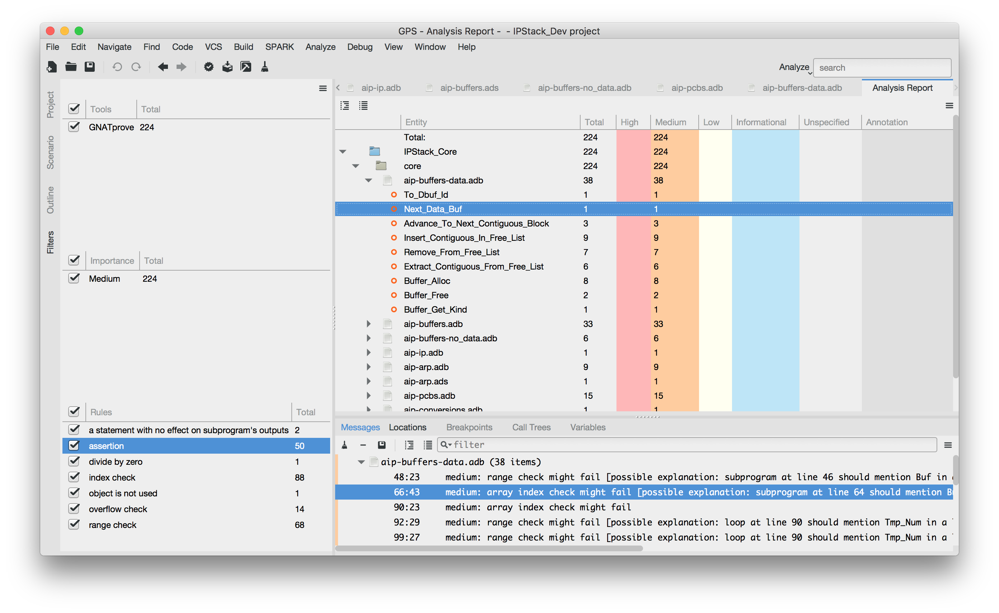 GPS - Analysis Report -  - IPStack_Dev project
File Edit Navigate Find Code VCS Build SPARK Analyze Debug View Window Help
Analyze search
Project
Scenario
Outline
Filters
Tools Total
GNATprove 224
Importance Total
Medium 224
Rules Total
a statement with no effect on subprogram's outputs 2
assertion 50
divide by zero 1
index check 88
object is not used 1
overflow check 14
range check 68
aip-ip.adb aip-buffers.ads aip-buffers-no_data.adb aip-pcbs.adb aip-buffers-data.adb Analysis Report
Entity Total High Medium Low Informational Unspecified Annotation
Total: 224 224
IPStack_Core 224 224
core 224 224
aip-buffers-data.adb 38 38
To_Dbuf_Id 1 1
Next_Data_Buf 1 1
Advance_To_Next_Contiguous_Block 3 3
Insert_Contiguous_In_Free_List 9 9
Remove_From_Free_List 7 7
Extract_Contiguous_From_Free_List 6 6
Buffer_Alloc 8 8
Buffer_Free 2 2
Buffer_Get_Kind 1 1
aip-buffers.adb 33 33
aip-buffers-no_data.adb 6 6
aip-ip.adb 1 1
aip-arp.adb 9 9
aip-arp.ads 1 1
aip-pcbs.adb 15 15
aip-conversions.adb 1 1
Messages Locations Breakpoints Call Trees Variables
filter
aip-buffers-data.adb (38 items)
48:23 medium: range check might fail [possible explanation: subprogram at line 46 should mention Buf in
66:43 medium: array index check might fail [possible explanation: subprogram at line 64 should mention
90:23 medium: array index check might fail
92:29 medium: range check might fail [possible explanation: loop at line 90 should mention Tmp_Num in a
99:27 medium: range check might fail [possible explanation: loop at line 90 should mention Tmp_Num in a